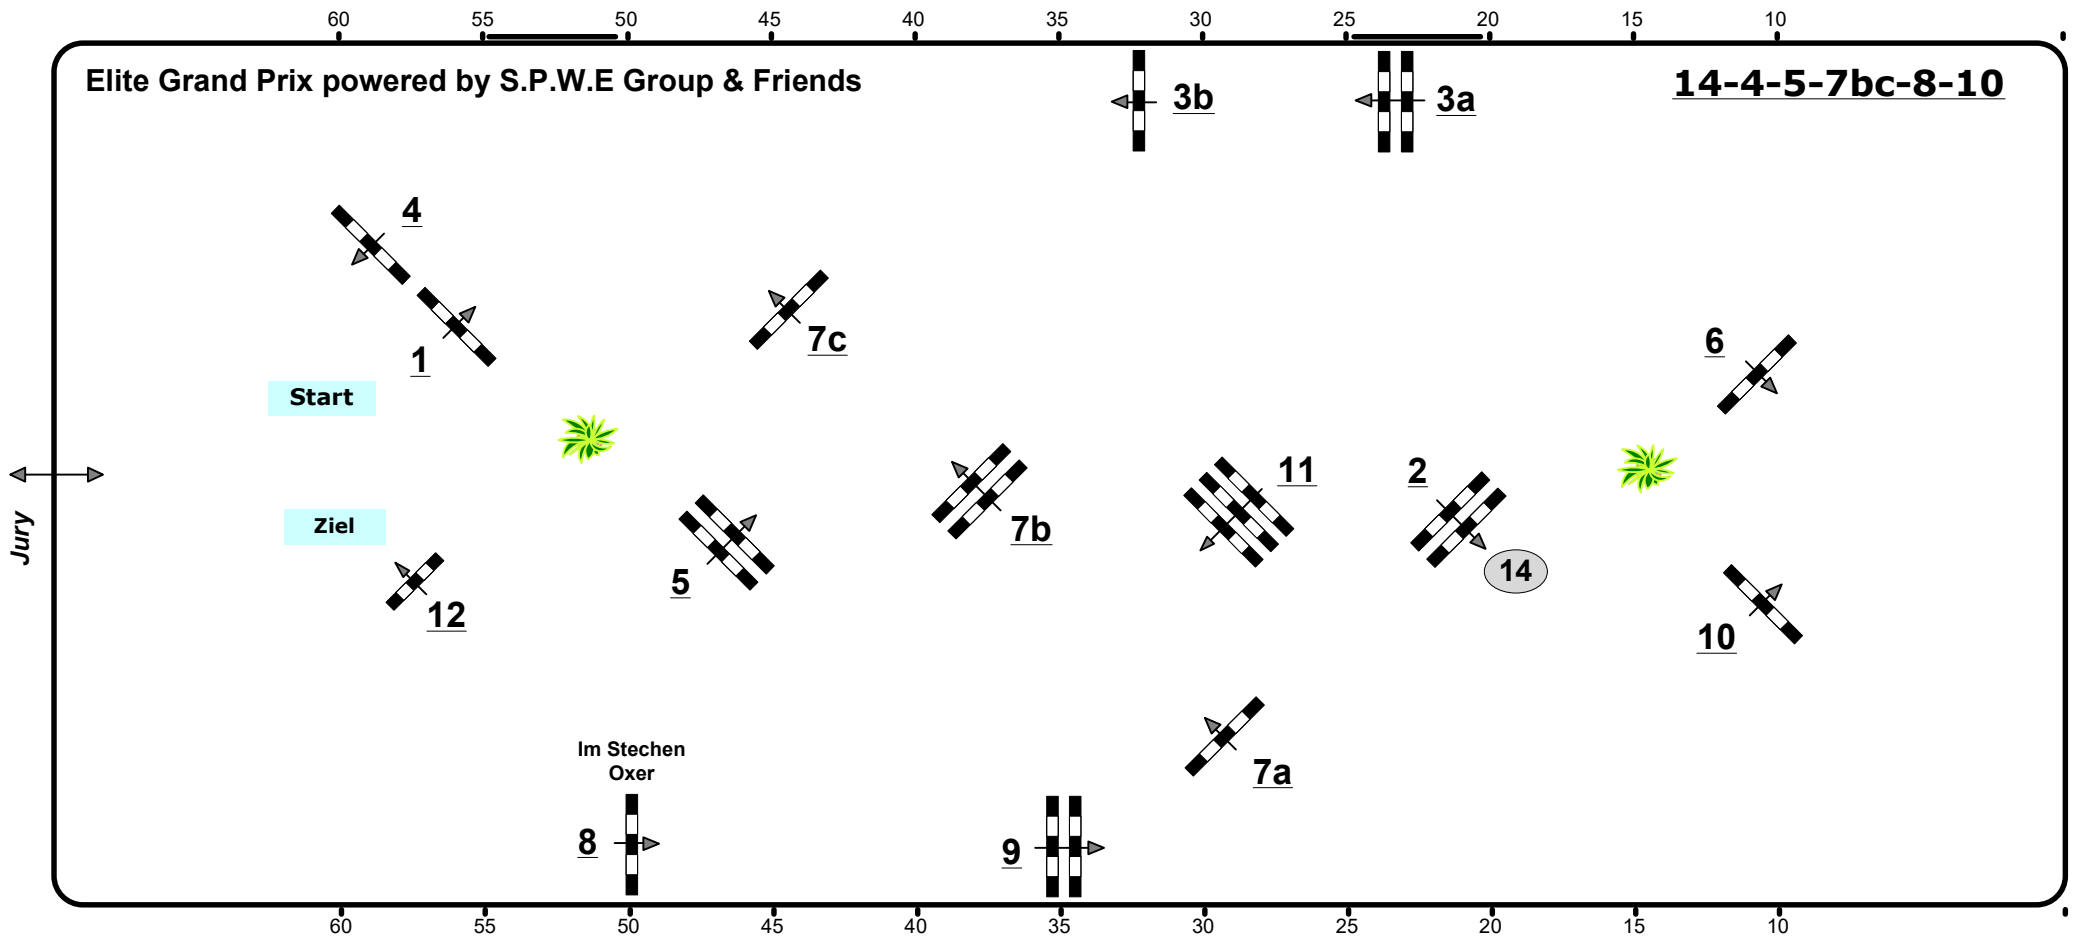 60 55 50 45 40 35 30 25 20 15 10
Elite Grand Prix powered by S.P.W.E Group & Friends
14-4-5-7bc-8-10
3b
3a
4
1
7c
6
Start
11
2
7b
Jury
Ziel
5
14
12
10
Im Stechen
Oxer
7a
8
9
60 55 50 45 40 35 30 25 20 15 10